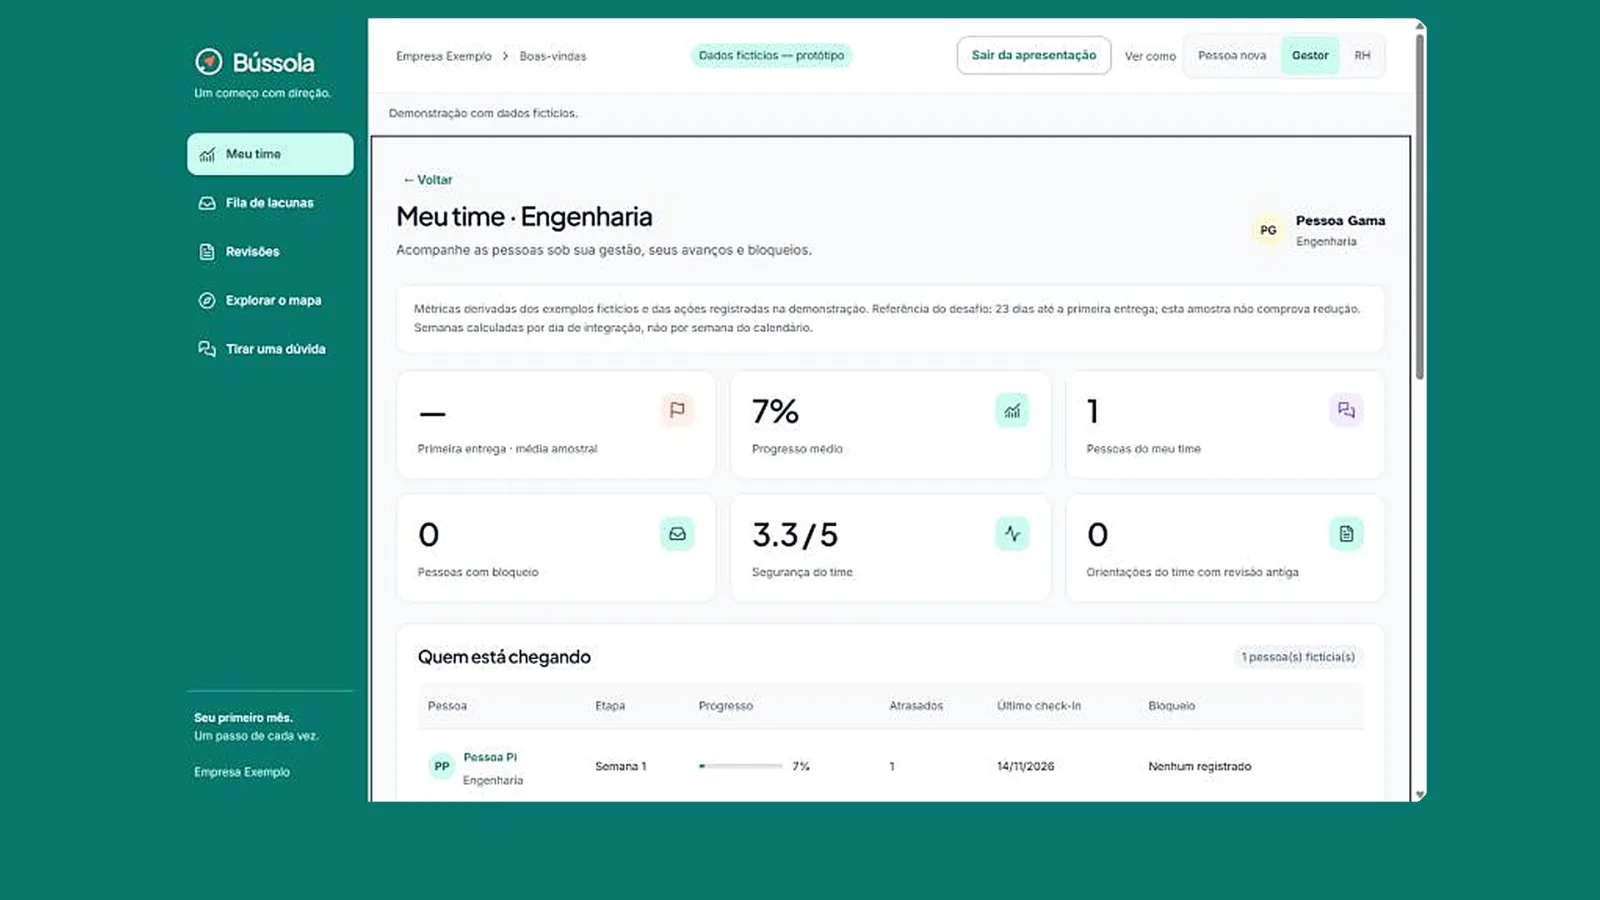 Bússola
Um começo com direção.
Meu time
Fila de lacunas
Revisões
Explorar o mapa
Tirar uma dúvida
Seu primeiro mês.
Um passo de cada vez.
Empresa Exemplo
Empresa Exemplo > Boas-vindas
Dados fictícios — protótipo
Sair da apresentação
Ver como
Pessoa nova
Gestor
RH
Demonstração com dados fictícios.
← Voltar
Meu time · Engenharia
Acompanhe as pessoas sob sua gestão, seus avanços e bloqueios.
PG
Pessoa Gama
Engenharia
Métricas derivadas dos exemplos fictícios e das ações registradas na demonstração. Referência do desafio: 23 dias até a primeira entrega; esta amostra não comprova redução.
Semanas calculadas por dia de integração, não por semana do calendário.
—
Primeira entrega · média amostral
7%
Progresso médio
1
Pessoas do meu time
0
Pessoas com bloqueio
3.3/5
Segurança do time
0
Orientações do time com revisão antiga
Quem está chegando
1 pessoa(s) fictícia(s)
Pessoa Etapa Progresso Atrasados Último check-in Bloqueio
PP
Pessoa Pi
Engenharia
Semana 1 7% 1 14/11/2026 Nenhum registrado